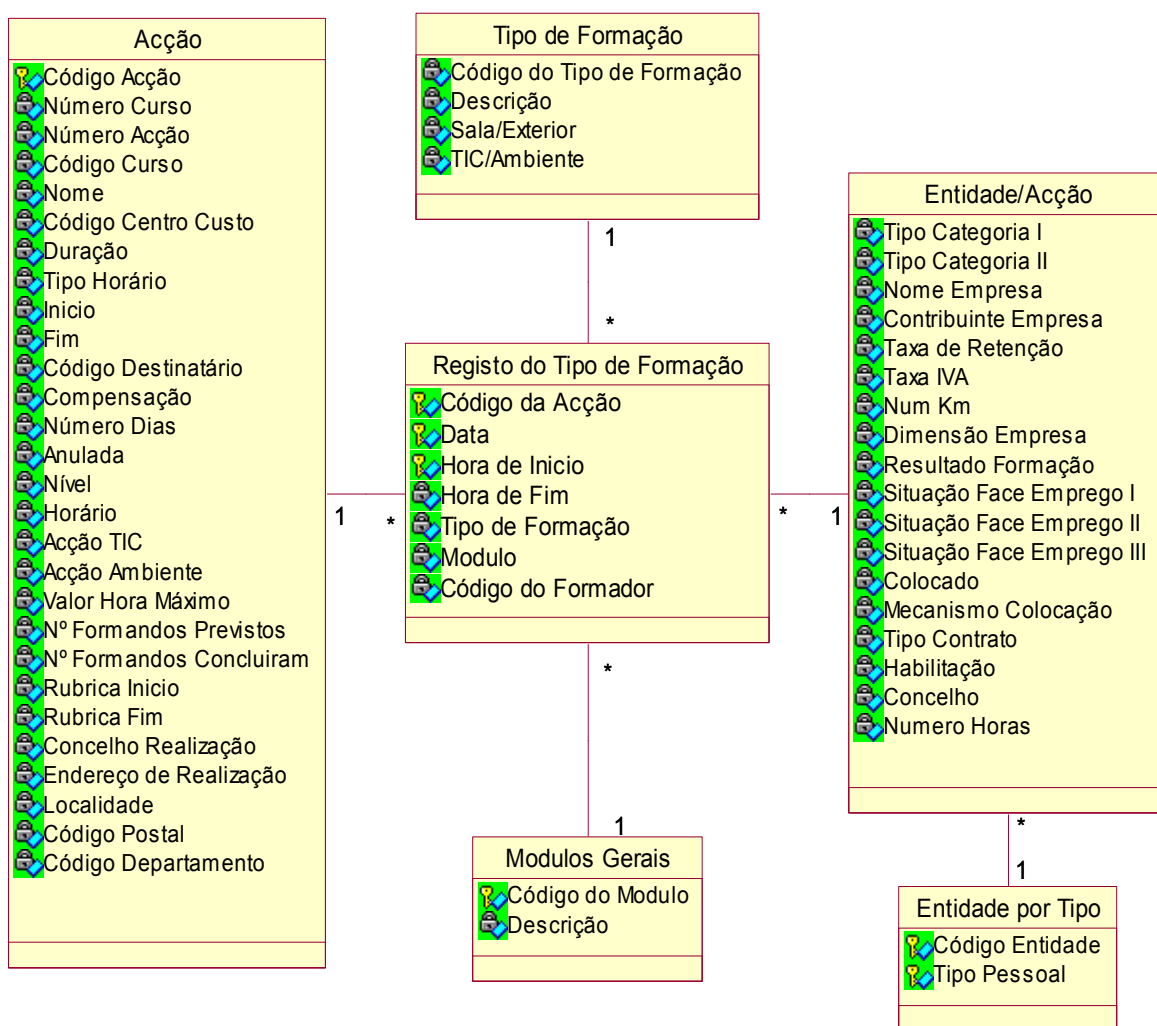 Acção
Código Acção
Número Curso
Número Acção
Código Curso
Nome
Código Centro Custo
Duração
Tipo Horário
Inicio
Fim
Código Destinatário
Compensação
Número Dias
Anulada
Nível
Horário
Acção TIC
Acção Ambiente
Valor Hora Máximo
Nº Formandos Previstos
Nº Formandos Concluiram
Rubrica Inicio
Rubrica Fim
Concelho Realização
Endereço de Realização
Localidade
Código Postal
Código Departamento
Tipo de Formação
Código do Tipo de Formação
Descrição
Sala/Exterior
TIC/Ambiente
1
*
Registo do Tipo de Formação
Código da Acção
Data
Hora de Inicio
Hora de Fim
Tipo de Formação
Modulo
Código do Formador
1
*
*
1
*
1
Modulos Gerais
Código do Modulo
Descrição
Entidade/Acção
Tipo Categoria I
Tipo Categoria II
Nome Empresa
Contribuinte Empresa
Taxa de Retenção
Taxa IVA
Num Km
Dimensão Empresa
Resultado Formação
Situação Face Emprego I
Situação Face Emprego II
Situação Face Emprego III
Colocado
Mecanismo Colocação
Tipo Contrato
Habilitação
Concelho
Numero Horas
*
1
Entidade por Tipo
Código Entidade
Tipo Pessoal